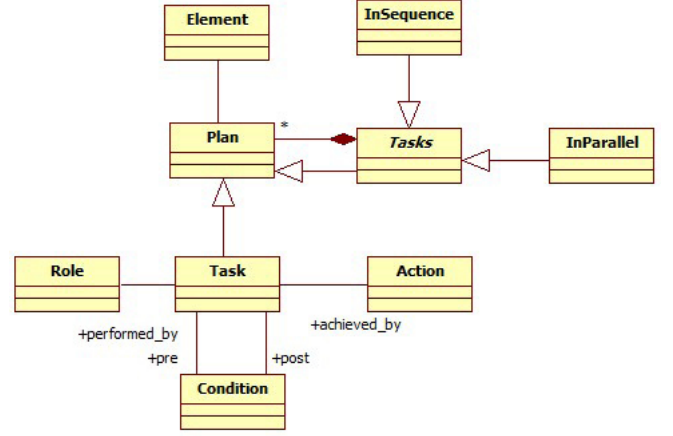 Element
InSequence
Plan
*
Tasks
InParallel
Role
Task
Action
+performed_by
+achieved_by
+pre
+post
Condition